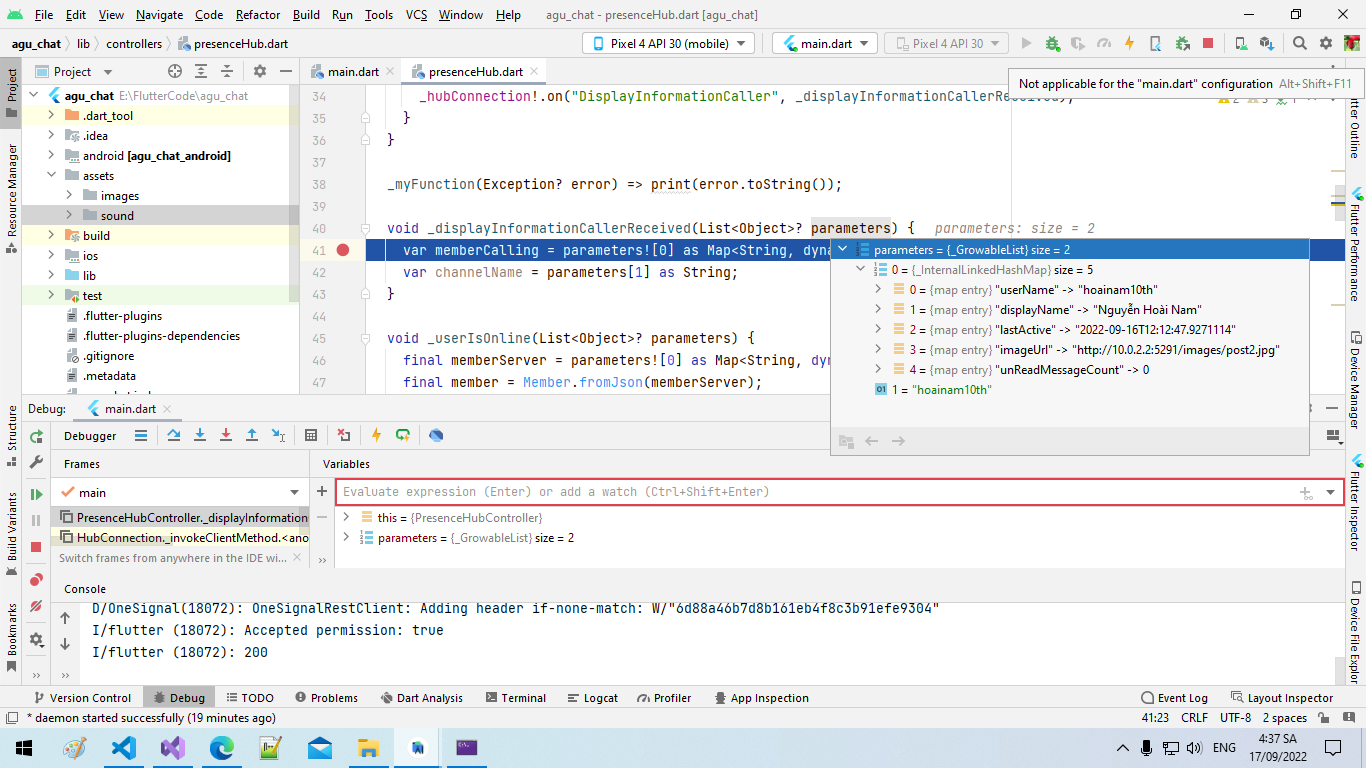 File Edit View Navigate Code Refactor Build Run Tools VCS Window Help agu_chat - presenceHub.dart [agu_chat]
agu_chat lib controllers presenceHub.dart Pixel 4 API 30 (mobile) main.dart Pixel 4 API 30
Project
main.dart presenceHub.dart
Not applicable for the "main.dart" configuration Alt+Shift+F11
agu_chat E:\FlutterCode\agu_chat
.dart_tool
.idea
android [agu_chat_android]
assets
images
sound
build
ios
lib
test
.flutter-plugins
.flutter-plugins-dependencies
.gitignore
.metadata
34 _hubConnection!.on("DisplayInformationCaller", _displayInformationCallerReceived);
35 }
36 }
37
38 _myFunction(Exception? error) => print(error.toString());
39
40 void _displayInformationCallerReceived(List<Object>? parameters) { parameters: size = 2
41 var memberCalling = parameters![0] as Map<String, dyna
42 var channelName = parameters[1] as String;
43 }
44
45 void _userIsOnline(List<Object>? parameters) {
46 final memberServer = parameters![0] as Map<String, dyn
47 final member = Member.fromJson(memberServer);
parameters = {_GrowableList} size = 2
0 = {_InternalLinkedHashMap} size = 5
0 = {map entry} "userName" -> "hoainam10th"
1 = {map entry} "displayName" -> "Nguyễn Hoài Nam"
2 = {map entry} "lastActive" -> "2022-09-16T12:12:47.9271114"
3 = {map entry} "imageUrl" -> "http://10.0.2.2:5291/images/post2.jpg"
4 = {map entry} "unReadMessageCount" -> 0
1 = "hoainam10th"
Debug: main.dart
Debugger
Frames Variables
main
Evaluate expression (Enter) or add a watch (Ctrl+Shift+Enter)
PresenceHubController._displayInformation
HubConnection._invokeClientMethod.<ano
Switch frames from anywhere in the IDE wi...
this = {PresenceHubController}
parameters = {_GrowableList} size = 2
Console
D/OneSignal(18072): OneSignalRestClient: Adding header if-none-match: W/"6d88a46b7d8b161eb4f8c3b91efe9304"
I/flutter (18072): Accepted permission: true
I/flutter (18072): 200
Project
Resource Manager
Structure
Build Variants
Bookmarks
Flutter Performance
Device Manager
Flutter Inspector
Device File Explor
Version Control Debug TODO Problems Dart Analysis Terminal Logcat Profiler App Inspection Event Log Layout Inspector
* daemon started successfully (19 minutes ago) 41:23 CRLF UTF-8 2 spaces
ENG
4:37 SA
17/09/2022